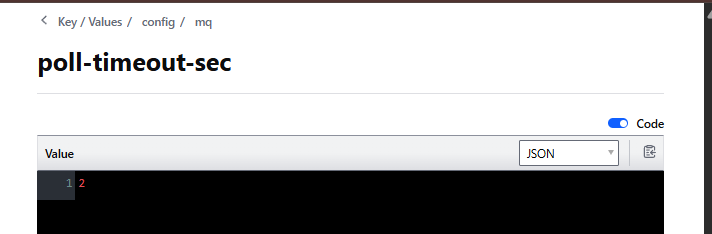 Key / Values / config / mq
poll-timeout-sec
Code
Value JSON
1 2